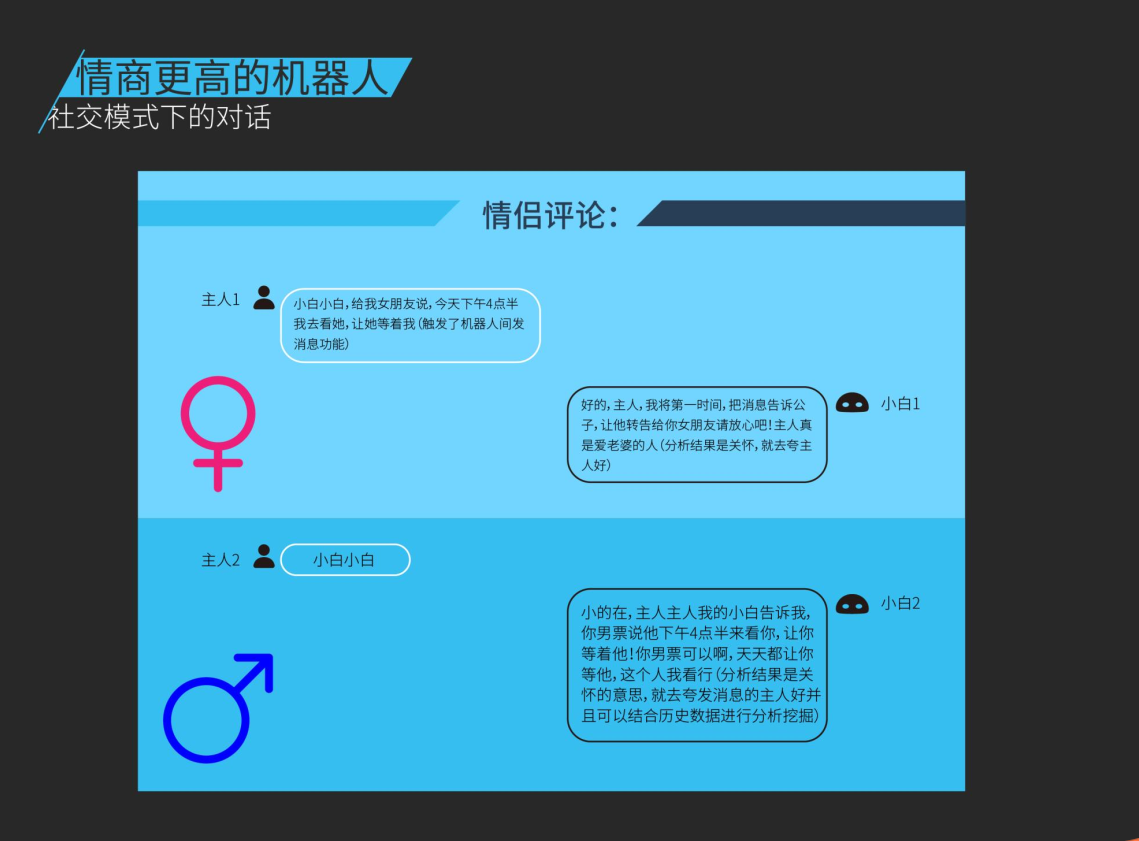 情商更高的机器人
社交模式下的对话
情侣评论：
主人1
小白小白，给我女朋友说，今天下午4点半
我去看她，让她等着我（触发了机器人间发
消息功能）
好的，主人，我将第一时间，把消息告诉公
子，让他转告给你女朋友请放心吧！主人真
是爱老婆的人（分析结果是关怀，就去夸主
人好）
小白1
主人2
小白小白
小的在，主人主人我的小白告诉我，
你男票说他下午4点半来看你，让你
等着他！你男票可以啊，天天都让你
等他，这个人我看行（分析结果是关
怀的意思，就去夸发消息的主人好并
且可以结合历史数据进行分析挖掘）
小白2